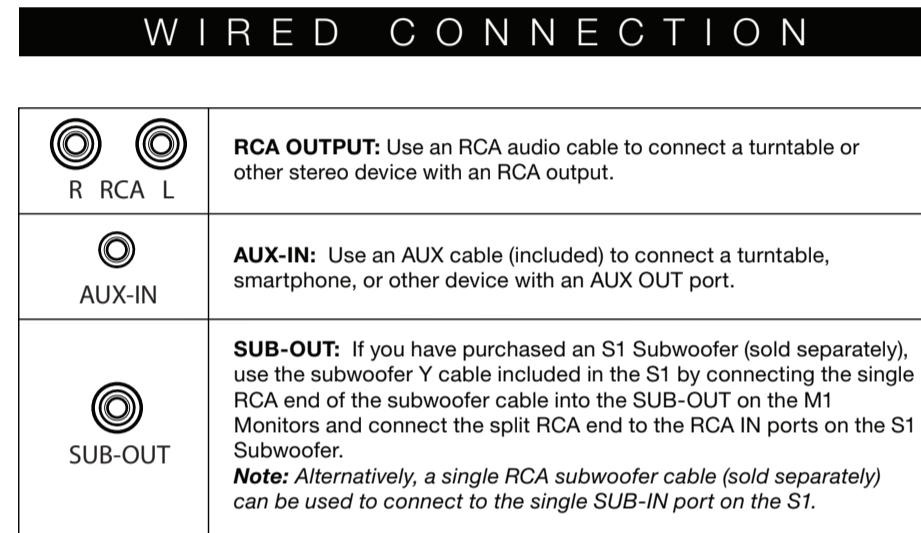 WIRED CONNECTION
R RCA L
RCA OUTPUT: Use an RCA audio cable to connect a turntable or
other stereo device with an RCA output.
AUX-IN
AUX-IN: Use an AUX cable (included) to connect a turntable,
smartphone, or other device with an AUX OUT port.
SUB-OUT
SUB-OUT: If you have purchased an S1 Subwoofer (sold separately),
use the subwoofer Y cable included in the S1 by connecting the single
RCA end of the subwoofer cable into the SUB-OUT on the M1
Monitors and connect the split RCA end to the RCA IN ports on the S1
Subwoofer.
Note: Alternatively, a single RCA subwoofer cable (sold separately)
can be used to connect to the single SUB-IN port on the S1.